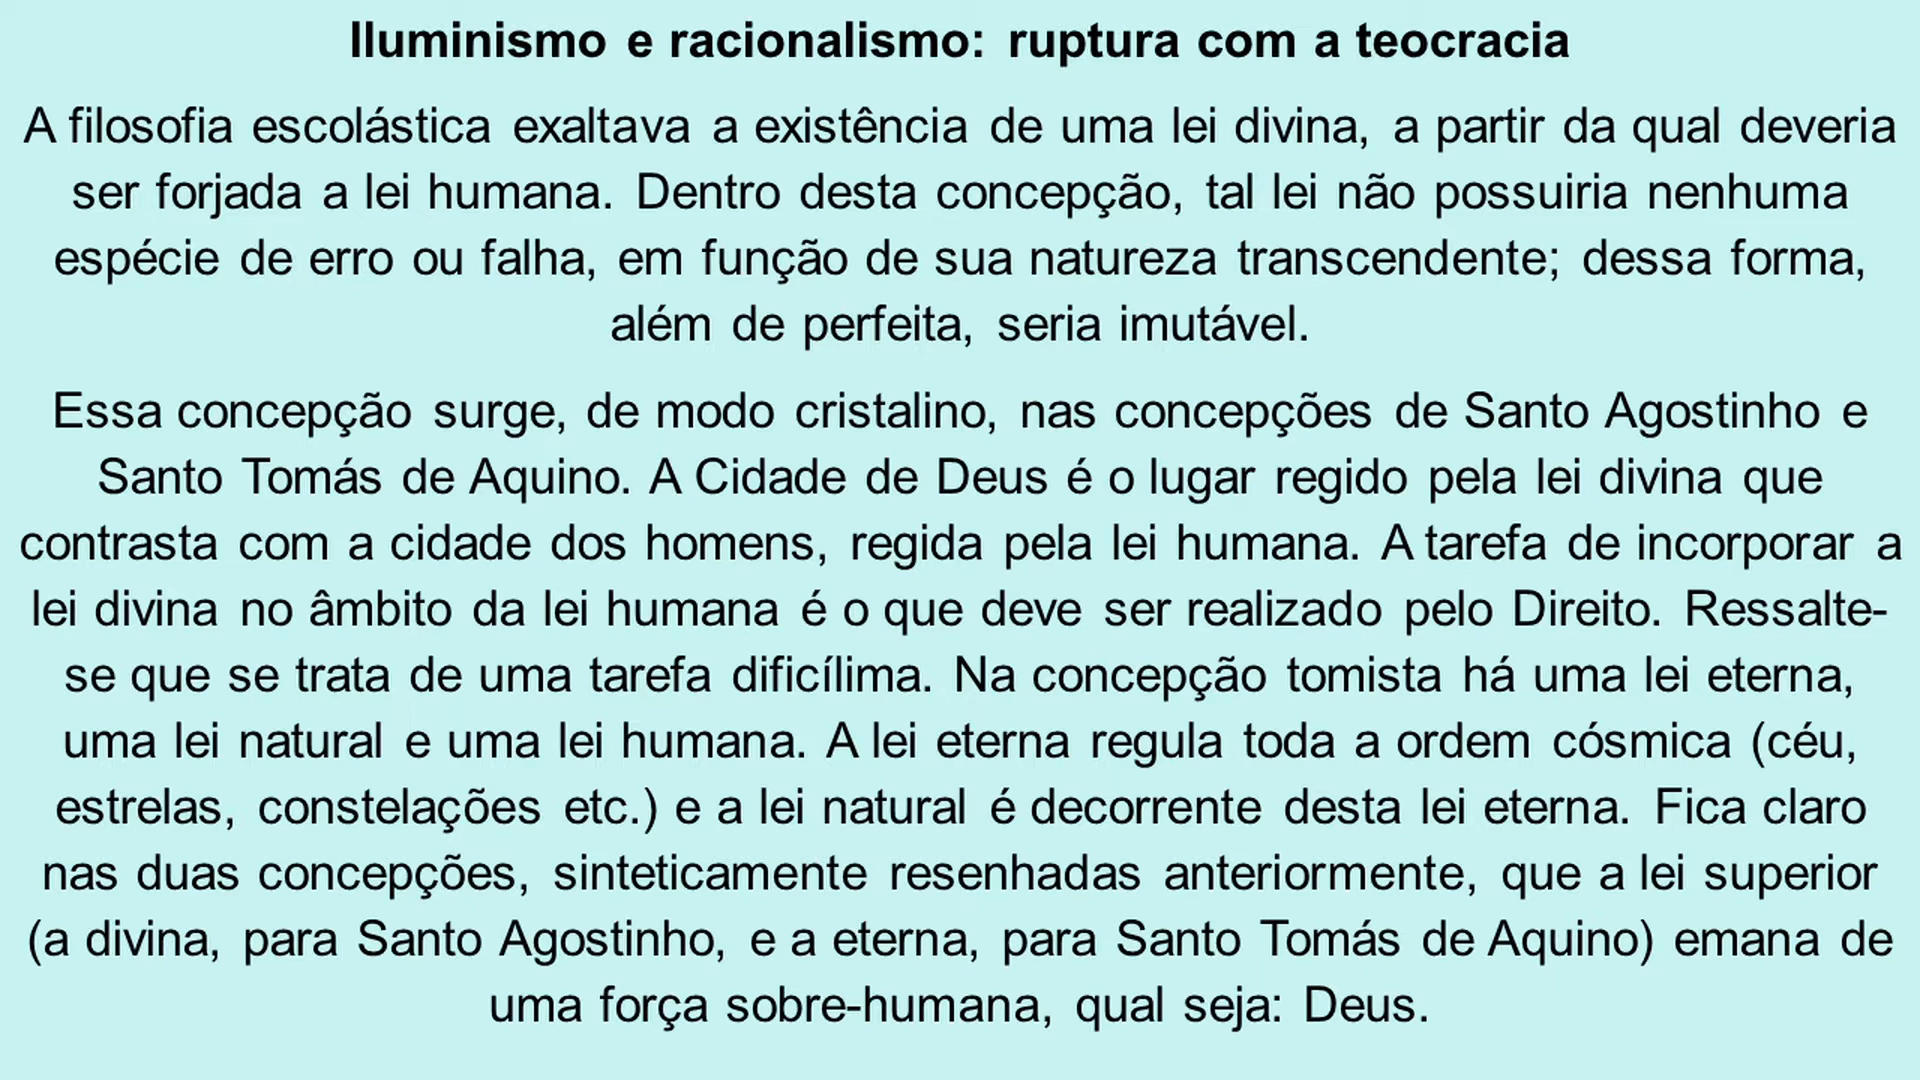 Iluminismo e racionalismo: ruptura com a teocracia
A filosofia escolástica exaltava a existência de uma lei divina, a partir da qual deveria
ser forjada a lei humana. Dentro desta concepção, tal lei não possuiria nenhuma
espécie de erro ou falha, em função de sua natureza transcendente; dessa forma,
além de perfeita, seria imutável.
Essa concepção surge, de modo cristalino, nas concepções de Santo Agostinho e
Santo Tomás de Aquino. A Cidade de Deus é o lugar regido pela lei divina que
contrasta com a cidade dos homens, regida pela lei humana. A tarefa de incorporar a
lei divina no âmbito da lei humana é o que deve ser realizado pelo Direito. Ressalte-
se que se trata de uma tarefa dificílima. Na concepção tomista há uma lei eterna,
uma lei natural e uma lei humana. A lei eterna regula toda a ordem cósmica (céu,
estrelas, constelações etc.) e a lei natural é decorrente desta lei eterna. Fica claro
nas duas concepções, sinteticamente resenhadas anteriormente, que a lei superior
(a divina, para Santo Agostinho, e a eterna, para Santo Tomás de Aquino) emana de
uma força sobre-humana, qual seja: Deus.